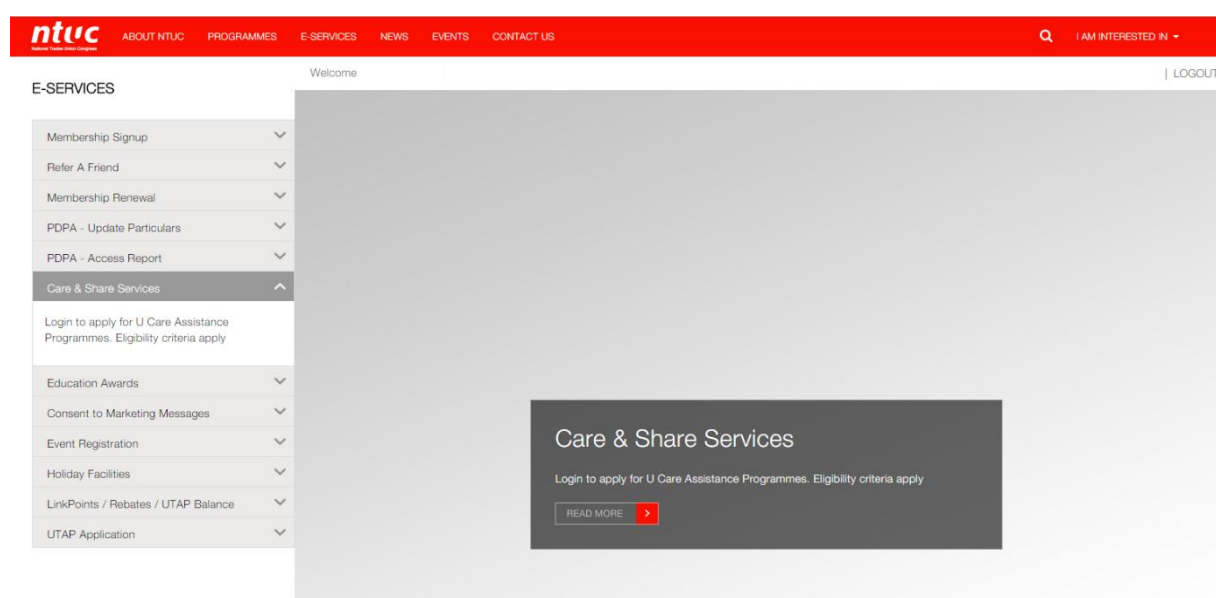 ntuc
National Trades Union Congress
ABOUT NTUC PROGRAMMES E-SERVICES NEWS EVENTS CONTACT US I AM INTERESTED IN
E-SERVICES
Welcome | LOGOUT
Membership Signup
Refer A Friend
Membership Renewal
PDPA - Update Particulars
PDPA - Access Report
Care & Share Services
Login to apply for U Care Assistance
Programmes. Eligibility criteria apply
Education Awards
Consent to Marketing Messages
Event Registration
Holiday Facilities
LinkPoints / Rebates / UTAP Balance
UTAP Application
Care & Share Services
Login to apply for U Care Assistance Programmes. Eligibility criteria apply
READ MORE >